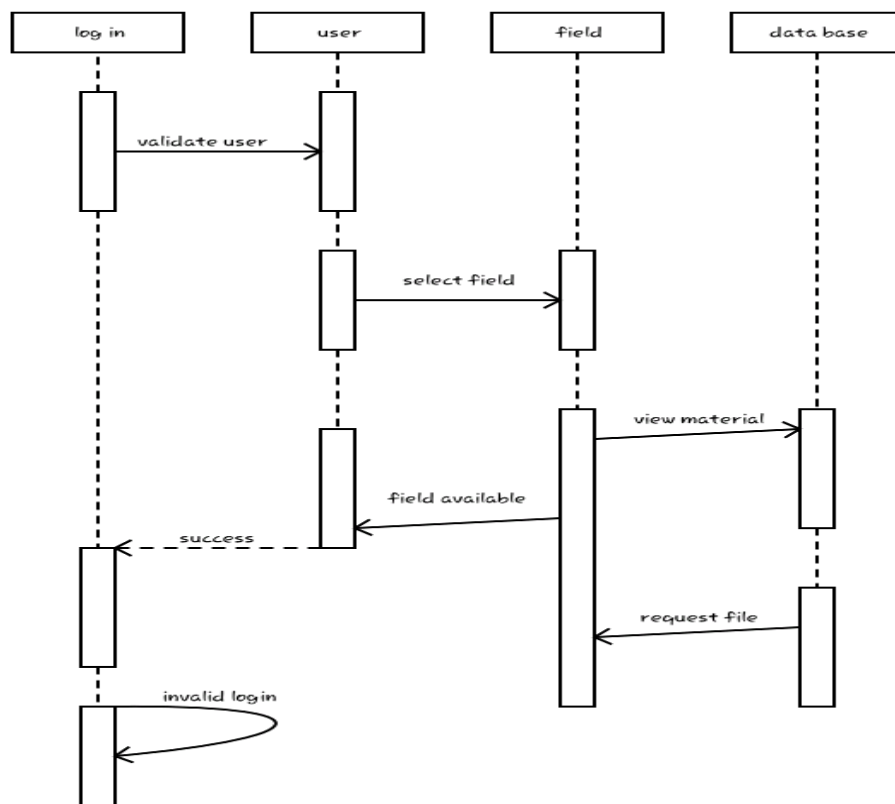 log in
user
field
data base
validate user
select field
view material
field available
success
request file
invalid login